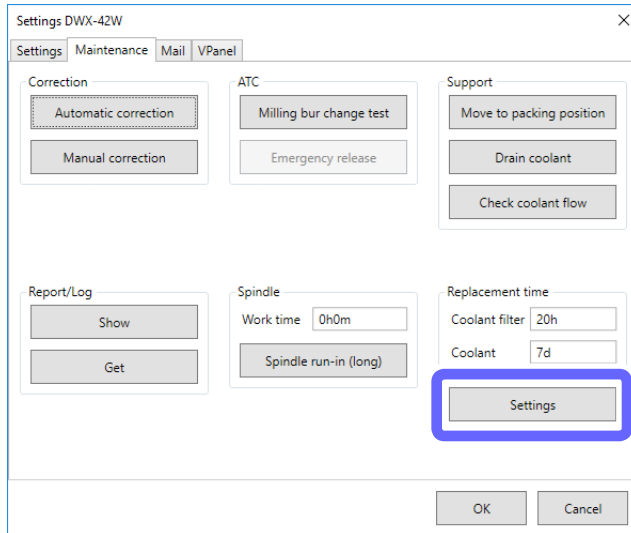 Settings DWX-42W
Settings Maintenance Mail VPanel
Correction
Automatic correction
Manual correction
ATC
Milling bur change test
Emergency release
Support
Move to packing position
Drain coolant
Check coolant flow
Report/Log
Show
Get
Spindle
Work time 0h0m
Spindle run-in (long)
Replacement time
Coolant filter 20h
Coolant 7d
Settings
OK Cancel